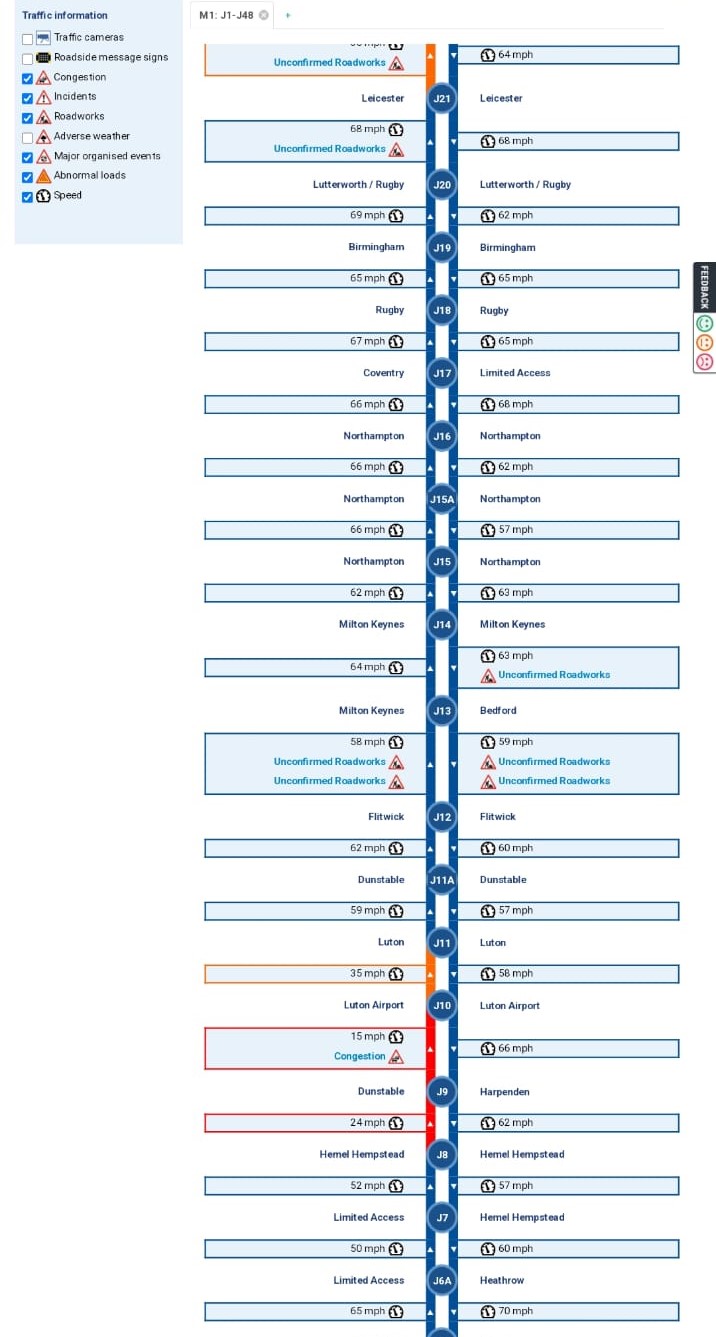 Traffic information
Traffic cameras
Roadside message signs
Congestion
Incidents
Roadworks
Adverse weather
Major organised events
Abnormal loads
Speed
M1: J1-J48
+
Unconfirmed Roadworks
64 mph
Leicester J21 Leicester
68 mph
Unconfirmed Roadworks
68 mph
Lutterworth / Rugby J20 Lutterworth / Rugby
69 mph 62 mph
Birmingham J19 Birmingham
65 mph 65 mph
Rugby J18 Rugby
67 mph 65 mph
Coventry J17 Limited Access
66 mph 68 mph
Northampton J16 Northampton
66 mph 62 mph
Northampton J15A Northampton
66 mph 57 mph
Northampton J15 Northampton
62 mph 63 mph
Milton Keynes J14 Milton Keynes
64 mph
63 mph
Unconfirmed Roadworks
Milton Keynes J13 Bedford
58 mph 59 mph
Unconfirmed Roadworks Unconfirmed Roadworks
Unconfirmed Roadworks Unconfirmed Roadworks
Flitwick J12 Flitwick
62 mph 60 mph
Dunstable J11A Dunstable
59 mph 57 mph
Luton J11 Luton
35 mph 58 mph
Luton Airport J10 Luton Airport
15 mph
Congestion
66 mph
Dunstable J9 Harpenden
24 mph 62 mph
Hemel Hempstead J8 Hemel Hempstead
52 mph 57 mph
Limited Access J7 Hemel Hempstead
50 mph 60 mph
Limited Access J6A Heathrow
65 mph 70 mph
FEEDBACK